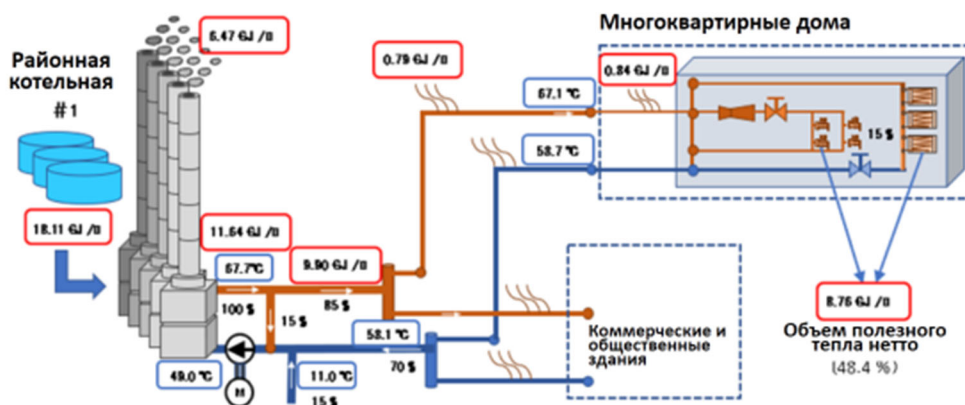 Многоквартирные дома
6.47 GJ /
Районная
котельная
#1
0.79 GJ /
0.84 GJ /
67.1 °C
58.7 °C
15 $
18.11 GJ /
11.64 GJ /
67.7°C
9.90 GJ /
100 $
15 $
85 $
58.1 °C
70 $
49.0 °C
M
11.0 °C
15 $
Коммерческие и
общественные
здания
8.76 GJ /
Объем полезного
тепла нетто
(48.4 %)